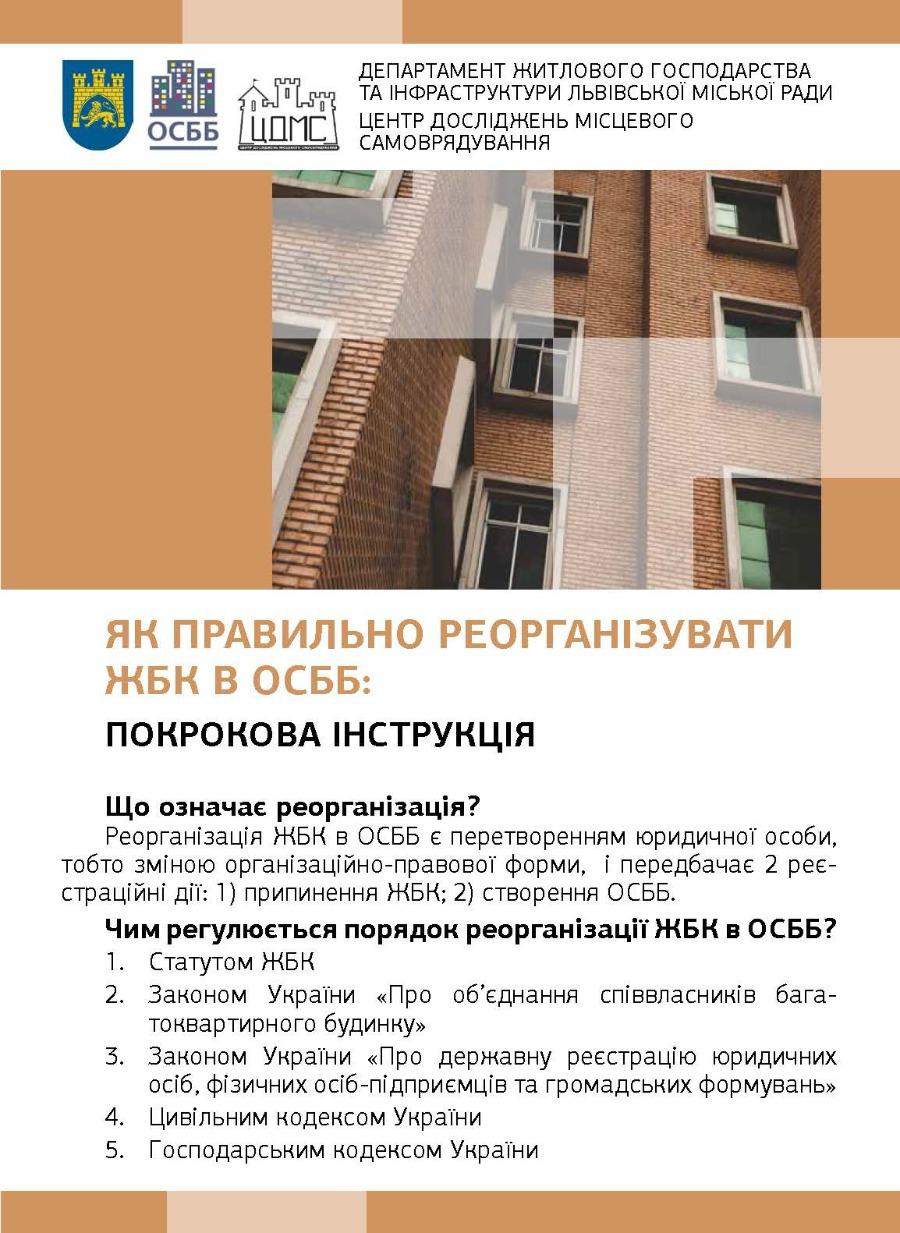 ОСББ
ЦДМС
ЦЕНТР ДОСЛІДЖЕНЬ МІСЦЕВОГО САМОВРЯДУВАННЯ
ДЕПАРТАМЕНТ ЖИТЛОВОГО ГОСПОДАРСТВА
ТА ІНФРАСТРУКТУРИ ЛЬВІВСЬКОЇ МІСЬКОЇ РАДИ
ЦЕНТР ДОСЛІДЖЕНЬ МІСЦЕВОГО
САМОВРЯДУВАННЯ
ЯК ПРАВИЛЬНО РЕОРГАНІЗУВАТИ
ЖБК В ОСББ:
ПОКРОКОВА ІНСТРУКЦІЯ
Що означає реорганізація?
Реорганізація ЖБК в ОСББ є перетворенням юридичної особи,
тобто зміною організаційно-правової форми, і передбачає 2 реє-
страційні дії: 1) припинення ЖБК; 2) створення ОСББ.
Чим регулюється порядок реорганізації ЖБК в ОСББ?
1. Статутом ЖБК
2. Законом України «Про об’єднання співвласників бага-
токвартирного будинку»
3. Законом України «Про державну реєстрацію юридичних
осіб, фізичних осіб-підприємців та громадських формувань»
4. Цивільним кодексом України
5. Господарським кодексом України